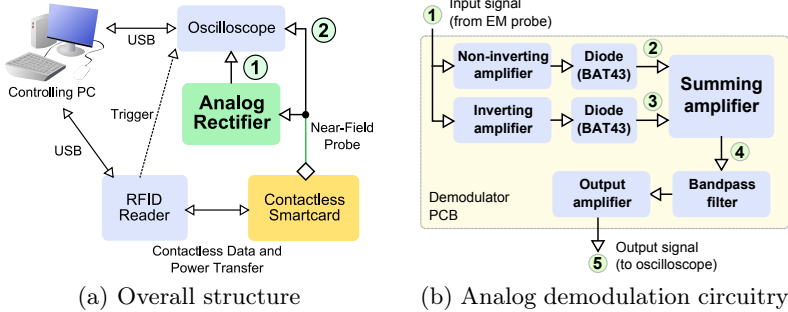 Oscilloscope
2
USB
1
Controlling PC
Trigger
Analog
Rectifier
Near-Field
Probe
USB
RFID
Reader
Contactless
Smartcard
Contactless Data and
Power Transfer
(a) Overall structure
1
Input signal
(from EM probe)
Non-inverting
amplifier
Diode
(BAT43)
2
Summing
amplifier
Inverting
amplifier
Diode
(BAT43)
3
4
Demodulator
PCB
Output
amplifier
Bandpass
filter
5
Output signal
(to oscilloscope)
(b) Analog demodulation circuitry